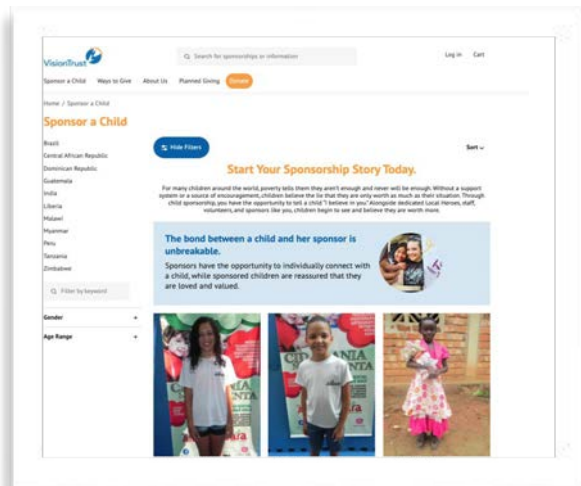 VisionTrust
Search for sponsorships or information
Log in Cart
Sponsor a Child Ways to Give About Us Planned Giving Donate
Home / Sponsor a Child
Sponsor a Child
Brazil
Central African Republic
Dominican Republic
Guatemala
India
Liberia
Malawi
Myanmar
Peru
Tanzania
Zimbabwe
Filter by keyword
Gender +
Age Range +
Hide Filters
Sort
Start Your Sponsorship Story Today.
For many children around the world, poverty tells them they aren't enough and never will be enough. Without a support
system or a source of encouragement, children believe the lie that they are only worth as much as their situation. Through
child sponsorship, you have the opportunity to tell a child "I believe in you." Alongside dedicated Local Heroes, staff,
volunteers, and sponsors like you, children begin to see and believe they are worth more.
The bond between a child and her sponsor is
unbreakable.
Sponsors have the opportunity to individually connect with
a child, while sponsored children are reassured that they
are loved and valued.